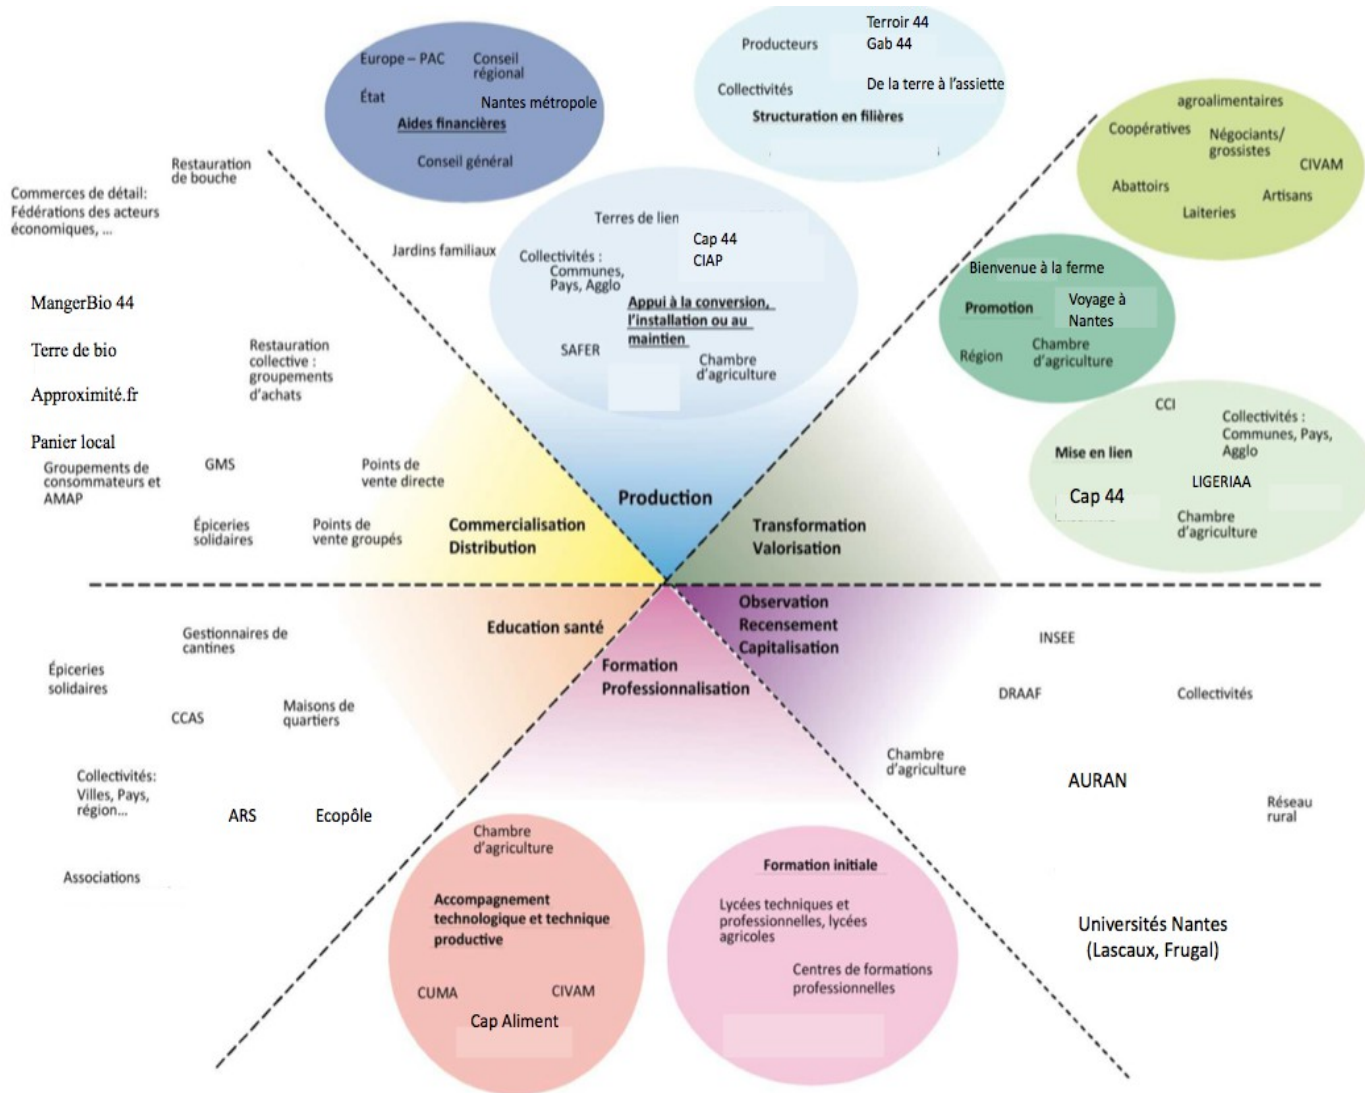 Europe – PAC
Conseil
régional
État
Nantes métropole
Aides financières
Conseil général
Terroir 44
Producteurs
Gab 44
Collectivités
De la terre à l'assiette
Structuration en filières
agroalimentaires
Coopératives
Négociants/
grossistes
CIVAM
Abattoirs
Artisans
Laiteries
Restauration
de bouche
Commerces de détail:
Fédérations des acteurs
économiques, ...
Jardins familiaux
Terres de lien
Cap 44
CIAP
Collectivités :
Communes,
Pays, Agglo
Appui à la conversion,
l'installation ou au
maintien
SAFER
Chambre
d'agriculture
Bienvenue à la ferme
Promotion
Voyage à
Nantes
Région
Chambre
d'agriculture
MangerBio 44
Terre de bio
Approximité.fr
Panier local
Restauration
collective :
groupements
d'achats
Groupements de
consommateurs et
AMAP
GMS
Points de
vente directe
Épiceries
solidaires
Points de
vente groupés
Commercialisation
Distribution
Production
Transformation
Valorisation
CCI
Collectivités :
Communes, Pays,
Agglo
Mise en lien
LIGERIAA
Cap 44
Chambre
d'agriculture
Education santé
Formation
Professionnalisation
Observation
Recensement
Capitalisation
Gestionnaires de
cantines
Épiceries
solidaires
CCAS
Maisons de
quartiers
Collectivités:
Villes, Pays,
région...
ARS
Ecopôle
Associations
INSEE
DRAAF
Collectivités
Chambre
d'agriculture
AURAN
Réseau
rural
Universités Nantes
(Lascaux, Frugal)
Chambre
d'agriculture
Accompagnement
technologique et technique
productive
CUMA
CIVAM
Cap Aliment
Formation initiale
Lycées techniques et
professionnelles, lycées
agricoles
Centres de formations
professionnelles